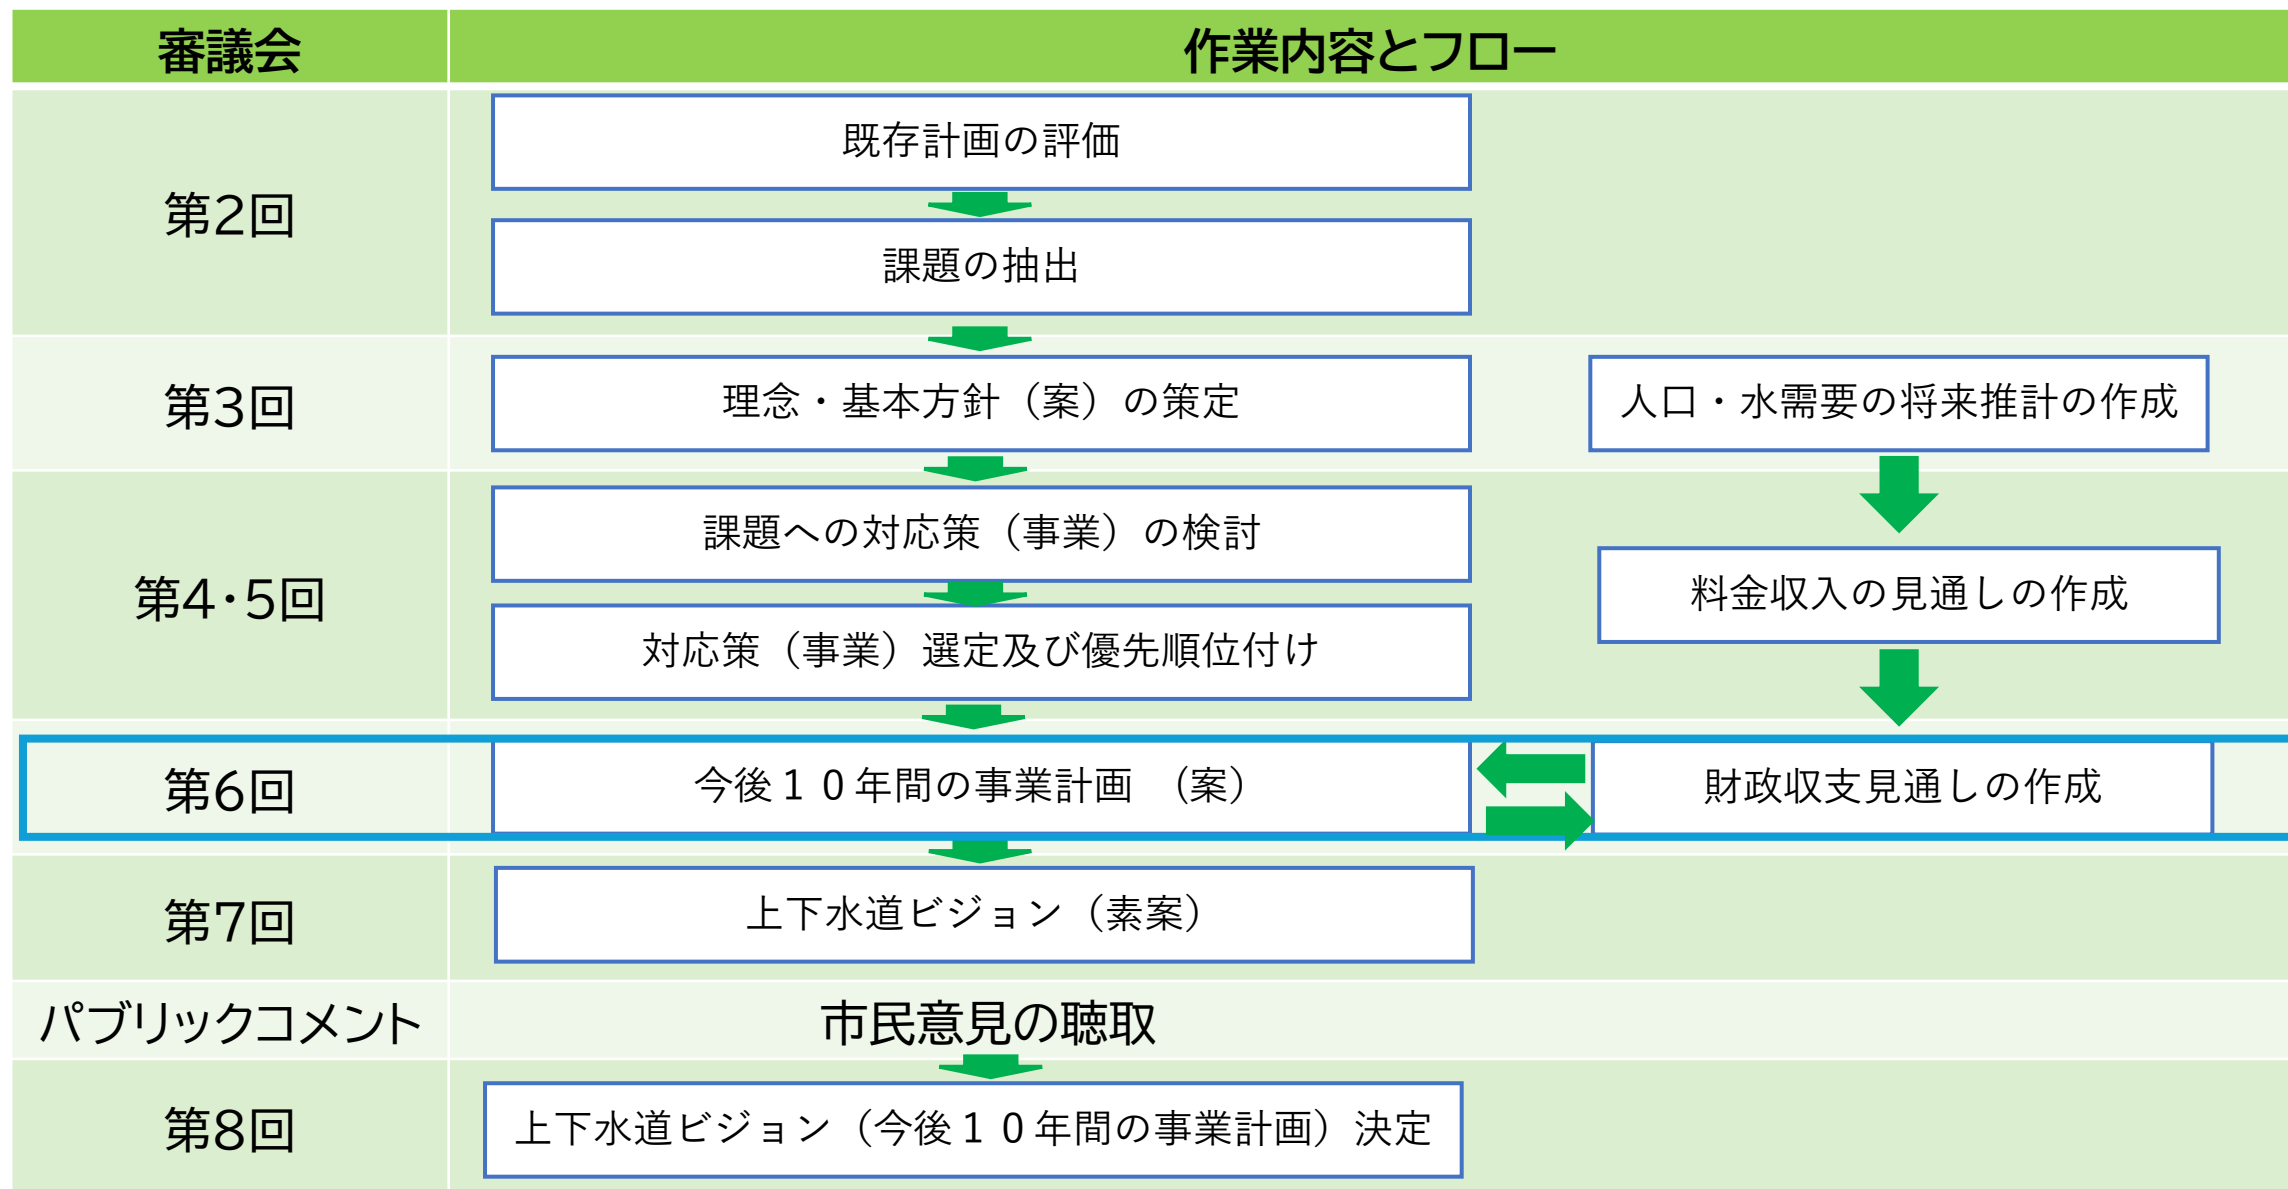 審議会
作業内容とフロー
第2回
既存計画の評価
課題の抽出
第3回
理念・基本方針（案）の策定
人口・水需要の将来推計の作成
第4・5回
課題への対応策（事業）の検討
料金収入の見通しの作成
対応策（事業）選定及び優先順位付け
第6回
今後１０年間の事業計画　（案）
財政収支見通しの作成
第7回
上下水道ビジョン（素案）
パブリックコメント
市民意見の聴取
第8回
上下水道ビジョン（今後１０年間の事業計画）決定